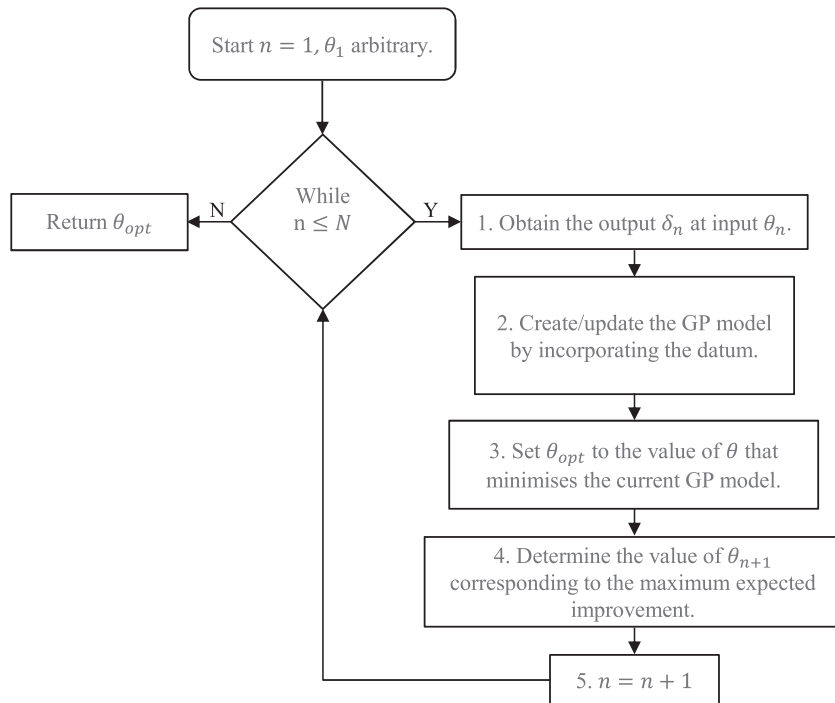 Start n = 1, θ₁ arbitrary.
While
n ≤ N
N
Y
Return θₒₚₜ
1. Obtain the output δₙ at input θₙ.
2. Create/update the GP model
by incorporating the datum.
3. Set θₒₚₜ to the value of θ that
minimises the current GP model.
4. Determine the value of θₙ₊₁
corresponding to the maximum expected
improvement.
5. n = n + 1